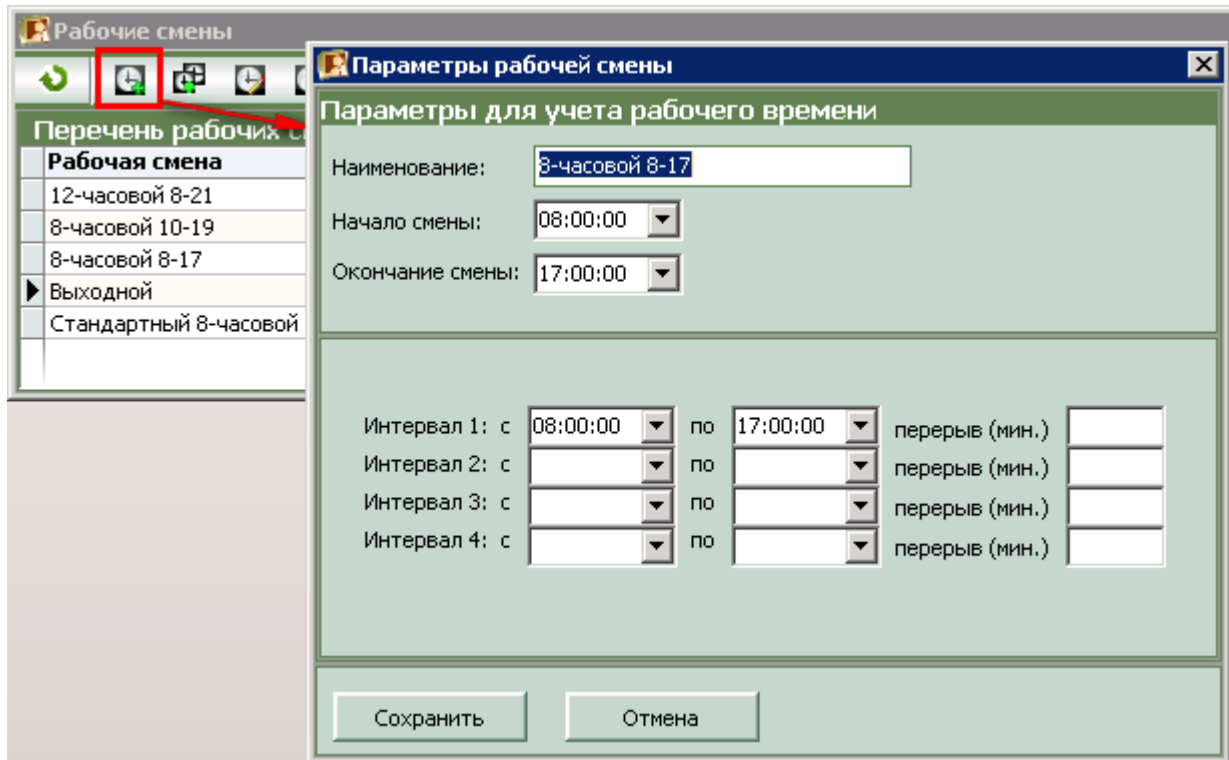 Рабочие смены
Перечень рабочих
Рабочая смена
12-часовой 8-21
8-часовой 10-19
8-часовой 8-17
Выходной
Стандартный 8-часовой
Параметры рабочей смены
Параметры для учета рабочего времени
Наименование: 8-часовой 8-17
Начало смены: 08:00:00
Окончание смены: 17:00:00
Интервал 1: с 08:00:00 по 17:00:00 перерыв (мин.)
Интервал 2: с по перерыв (мин.)
Интервал 3: с по перерыв (мин.)
Интервал 4: с по перерыв (мин.)
Сохранить Отмена